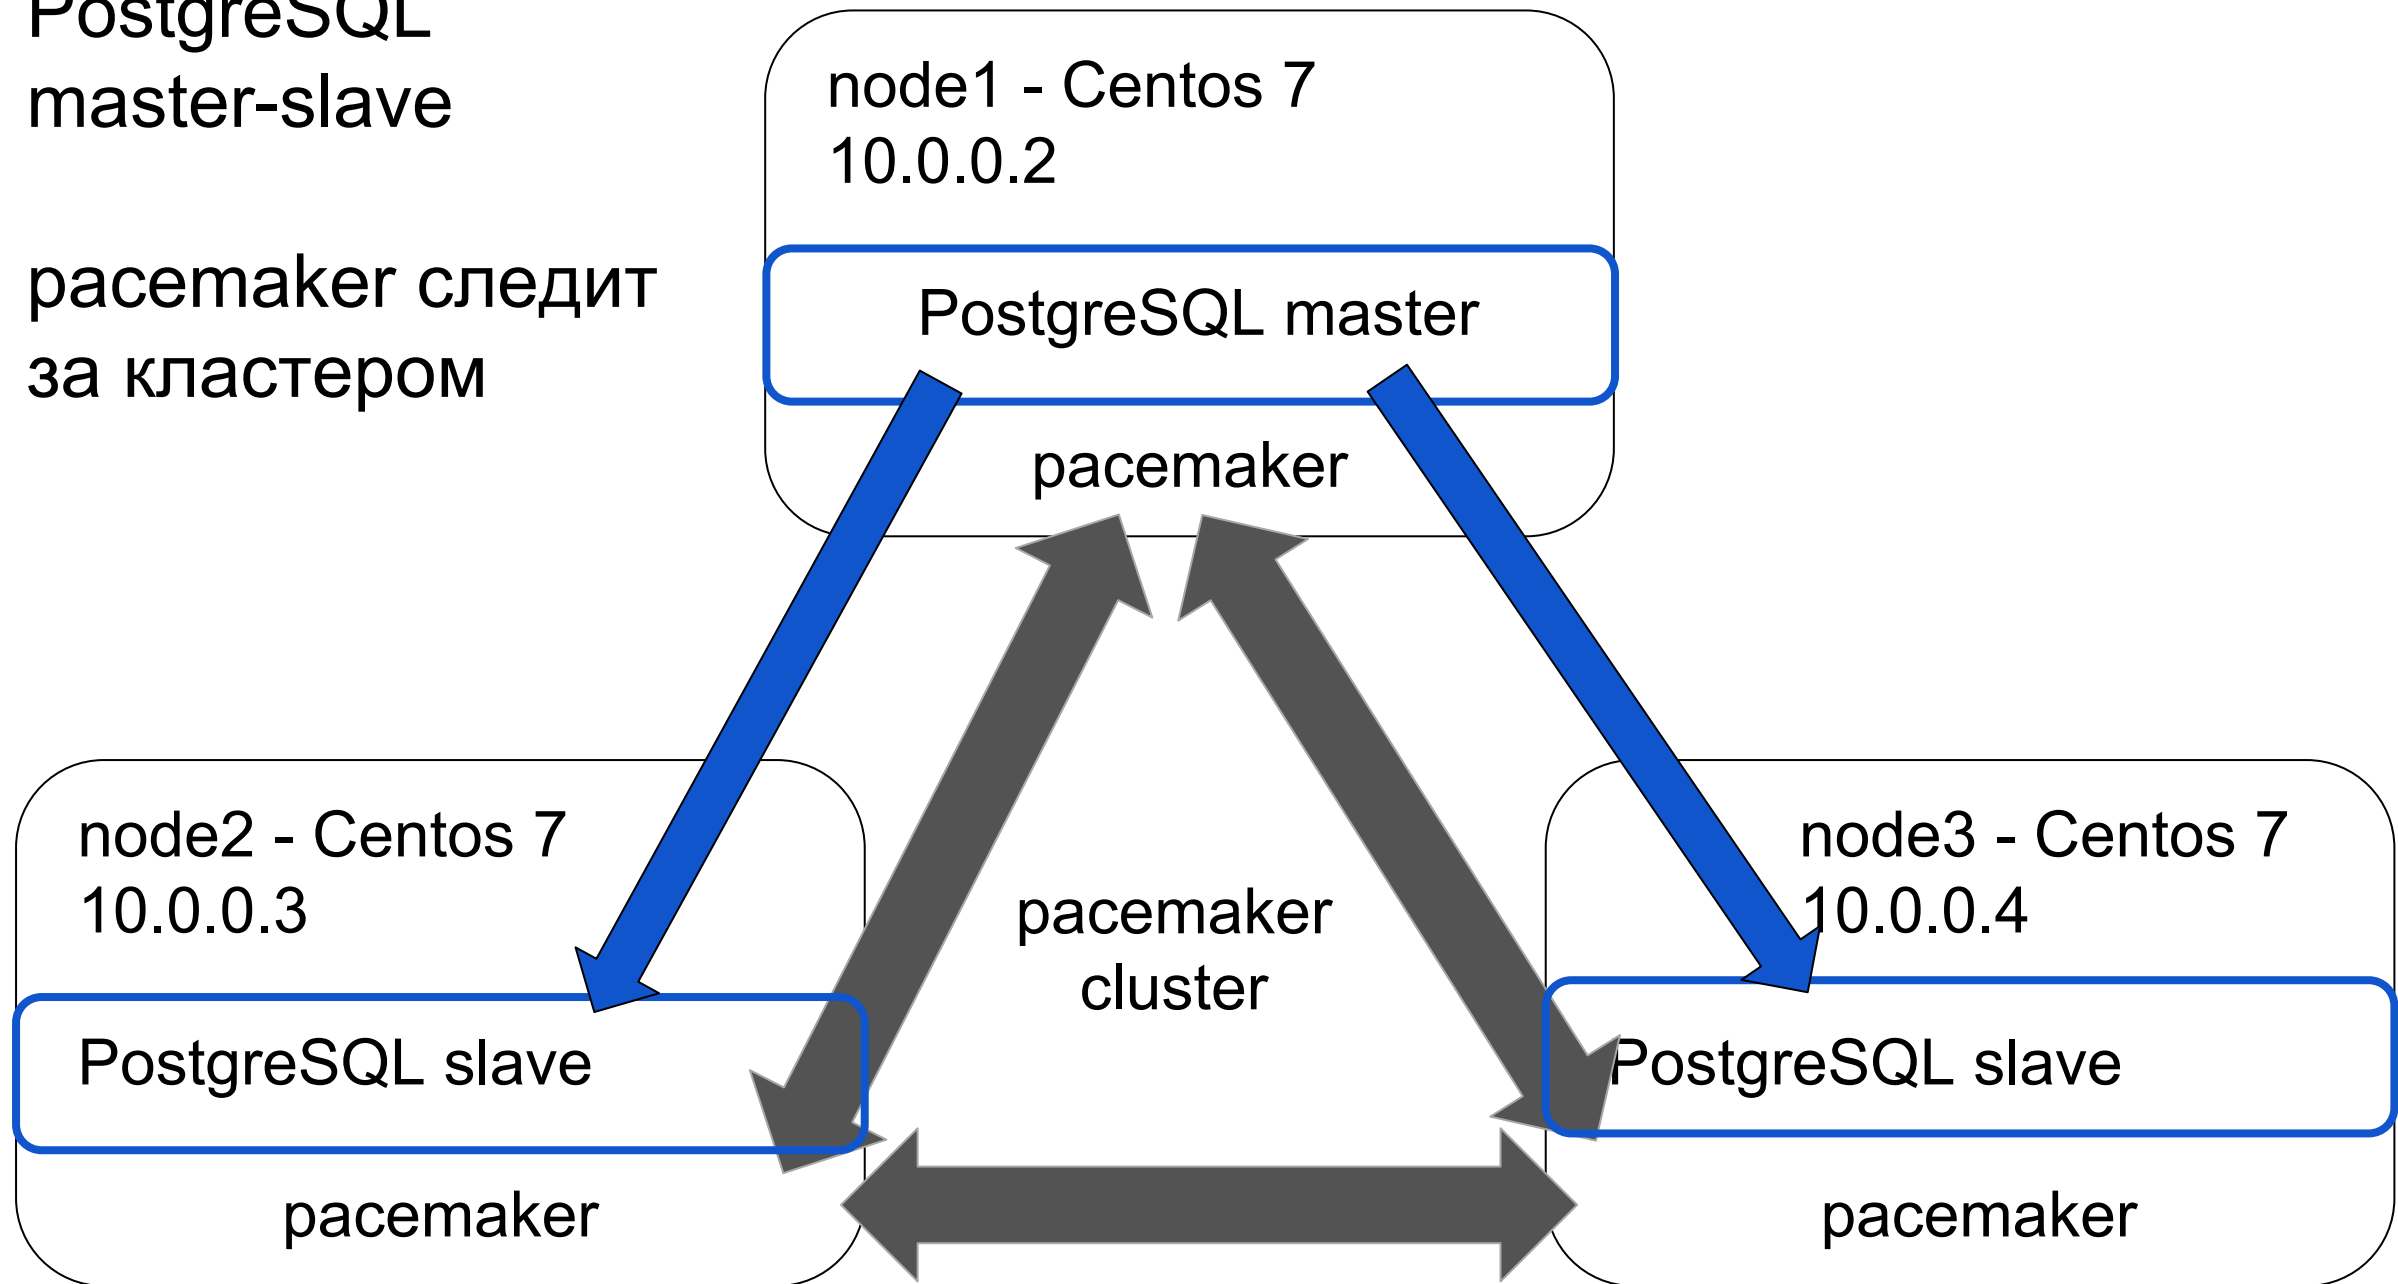 PostgreSQL
master-slave
pacemaker следит
за кластером
node1 - Centos 7
10.0.0.2
PostgreSQL master
pacemaker
node2 - Centos 7
10.0.0.3
PostgreSQL slave
pacemaker
pacemaker
cluster
node3 - Centos 7
10.0.0.4
PostgreSQL slave
pacemaker